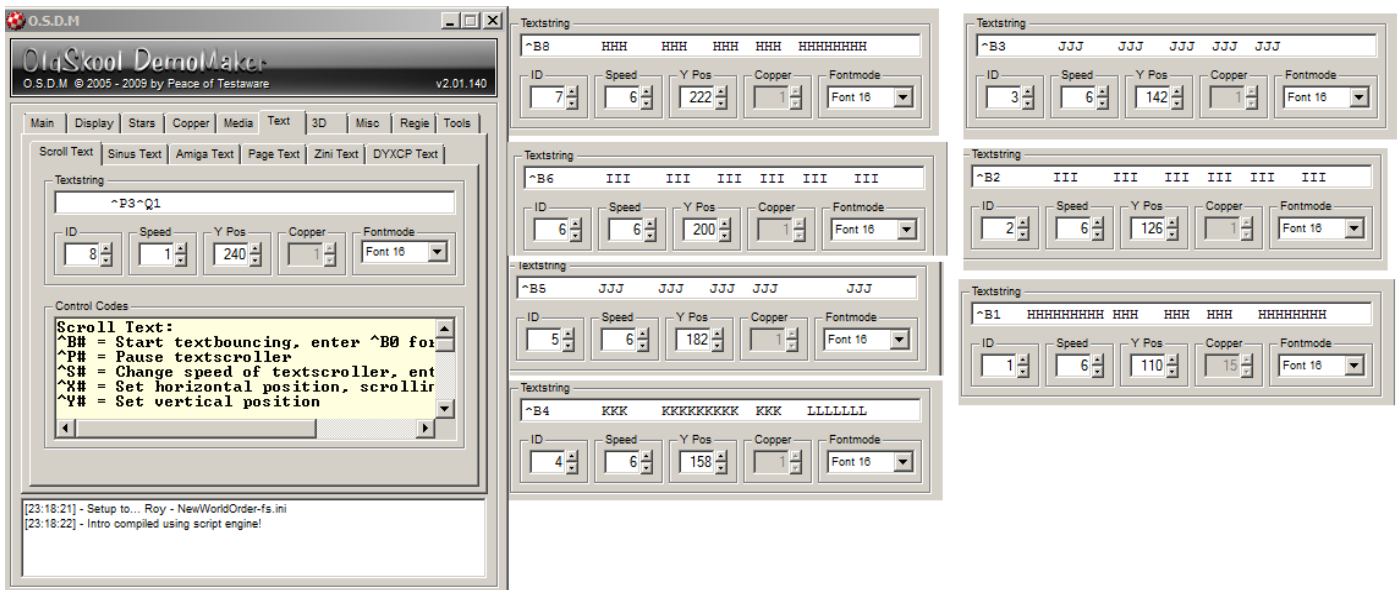 O.S.D.M
OldSkool DemoMaker
O.S.D.M © 2005 - 2009 by Peace of Testaware v2.01.140
Main Display Stars Copper Media Text 3D Misc Regie Tools
Scroll Text Sinus Text Amiga Text Page Text Zini Text DYXCP Text
Textstring
^P3^Q1
ID Speed Y Pos Copper Fontmode
8 1 240 1 Font 16
Control Codes
Scroll Text:
^B# = Start textbouncing, enter ^B0 for
^P# = Pause textscroller
^S# = Change speed of textscroller, ent
^X# = Set horizontal position, scrollin
^Y# = Set vertical position
[23:18:21] - Setup to... Roy - NewWorldOrder-fs.ini
[23:18:22] - Intro compiled using script engine!
Textstring
^B8 HHH HHH HHH HHH HHHHHHHH
ID Speed Y Pos Copper Fontmode
7 6 222 1 Font 16
Textstring
^B6 III III III III III III
ID Speed Y Pos Copper Fontmode
6 6 200 1 Font 16
Textstring
^B5 JJJ JJJ JJJ JJJ JJJ
ID Speed Y Pos Copper Fontmode
5 6 182 1 Font 16
Textstring
^B4 KKK KKKKKKKKK KKK LLLLLLL
ID Speed Y Pos Copper Fontmode
4 6 158 1 Font 16
Textstring
^B3 JJJ JJJ JJJ JJJ JJJ
ID Speed Y Pos Copper Fontmode
3 6 142 1 Font 16
Textstring
^B2 III III III III III III
ID Speed Y Pos Copper Fontmode
2 6 126 1 Font 16
Textstring
^B1 HHHHHHHHH HHH HHH HHH HHHHHHHH
ID Speed Y Pos Copper Fontmode
1 6 110 15 Font 16